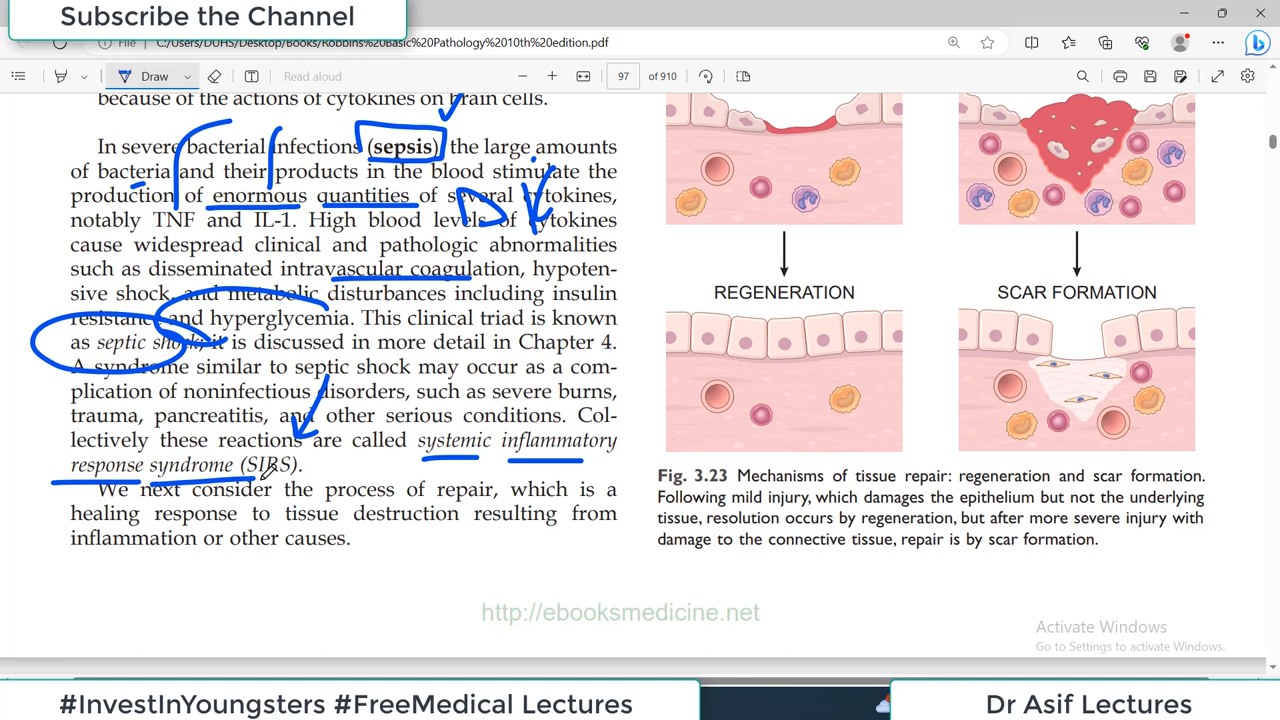 Subscribe the Channel
File
C:/Users/DUHS/Desktop/Books/Robbins%20Basic%20Pathology%2010th%20edition.pdf
Draw
Read aloud
97 of 910
because of the actions of cytokines on brain cells.
In severe bacterial infections (sepsis), the large amounts
of bacteria and their products in the blood stimulate the
production of enormous quantities of several cytokines,
notably TNF and IL-1. High blood levels of cytokines
cause widespread clinical and pathologic abnormalities
such as disseminated intravascular coagulation, hypoten-
sive shock, and metabolic disturbances including insulin
resistance and hyperglycemia. This clinical triad is known
as septic shock; it is discussed in more detail in Chapter 4.
A syndrome similar to septic shock may occur as a com-
plication of noninfectious disorders, such as severe burns,
trauma, pancreatitis, and other serious conditions. Col-
lectively these reactions are called systemic inflammatory
response syndrome (SIRS).
We next consider the process of repair, which is a
healing response to tissue destruction resulting from
inflammation or other causes.
REGENERATION
SCAR FORMATION
Fig. 3.23 Mechanisms of tissue repair: regeneration and scar formation.
Following mild injury, which damages the epithelium but not the underlying
tissue, resolution occurs by regeneration, but after more severe injury with
damage to the connective tissue, repair is by scar formation.
http://ebooksmedicine.net
Activate Windows
Go to Settings to activate Windows.
#InvestInYoungsters #FreeMedical Lectures
Dr Asif Lectures